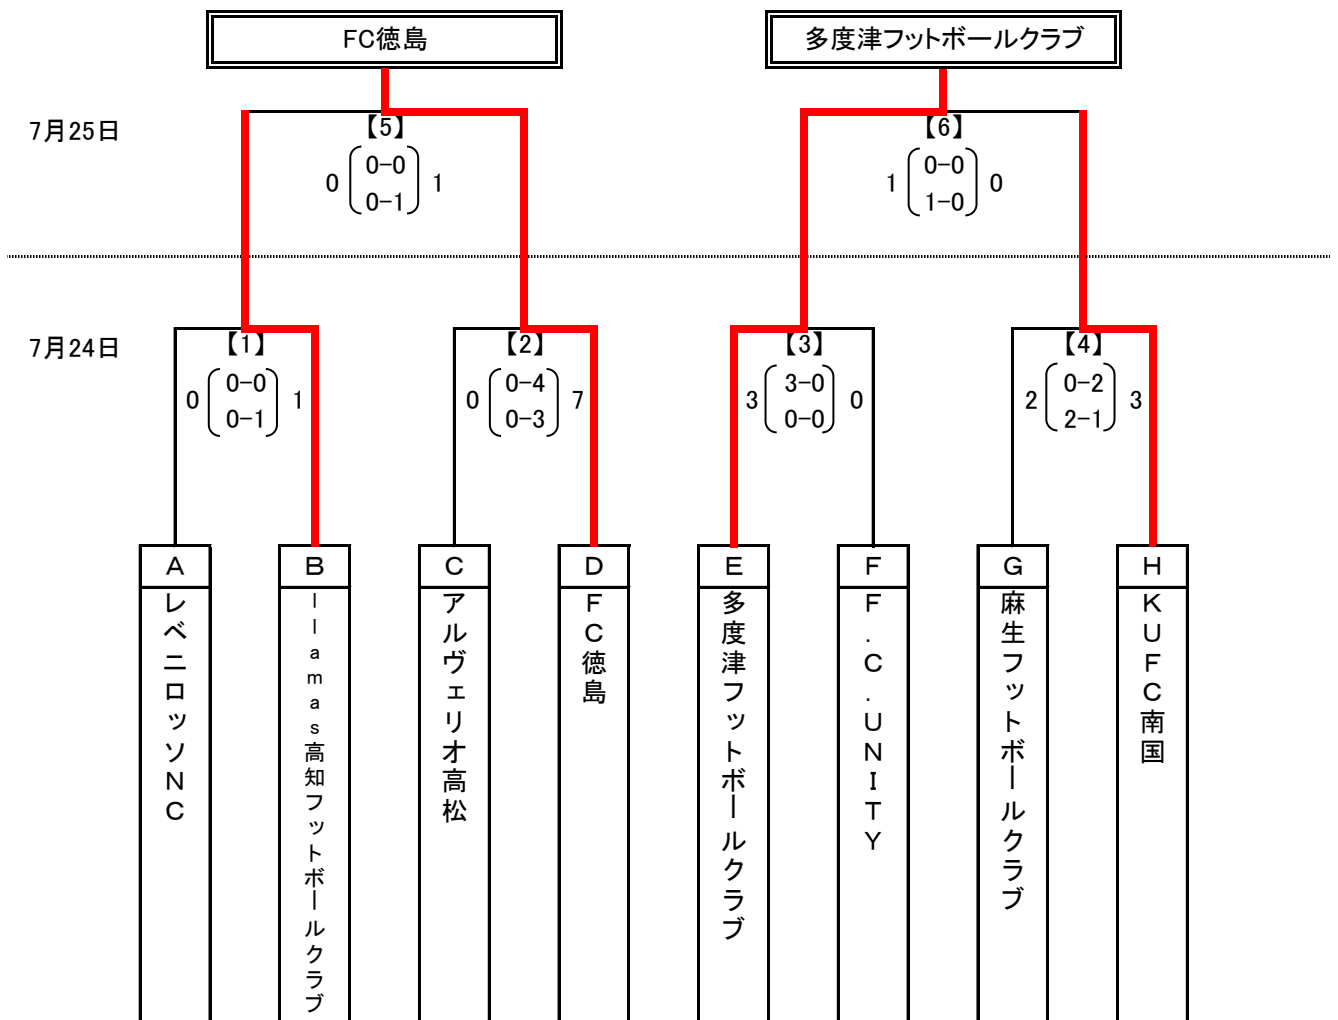 FC徳島
多度津フットボールクラブ
7月25日
【5】
0 0-0 1
0-1
【6】
1 0-0 0
1-0
7月24日
【1】
0 0-0 1
0-1
【2】
0 0-4 7
0-3
【3】
3 3-0 0
0-0
【4】
2 0-2 3
2-1
A
レベニロッソNC
B
llamas高知フットボールクラブ
C
アルヴェリオ高松
D
FC徳島
E
多度津フットボールクラブ
F
F.C.UNITY
G
麻生フットボールクラブ
H
KUFC南国